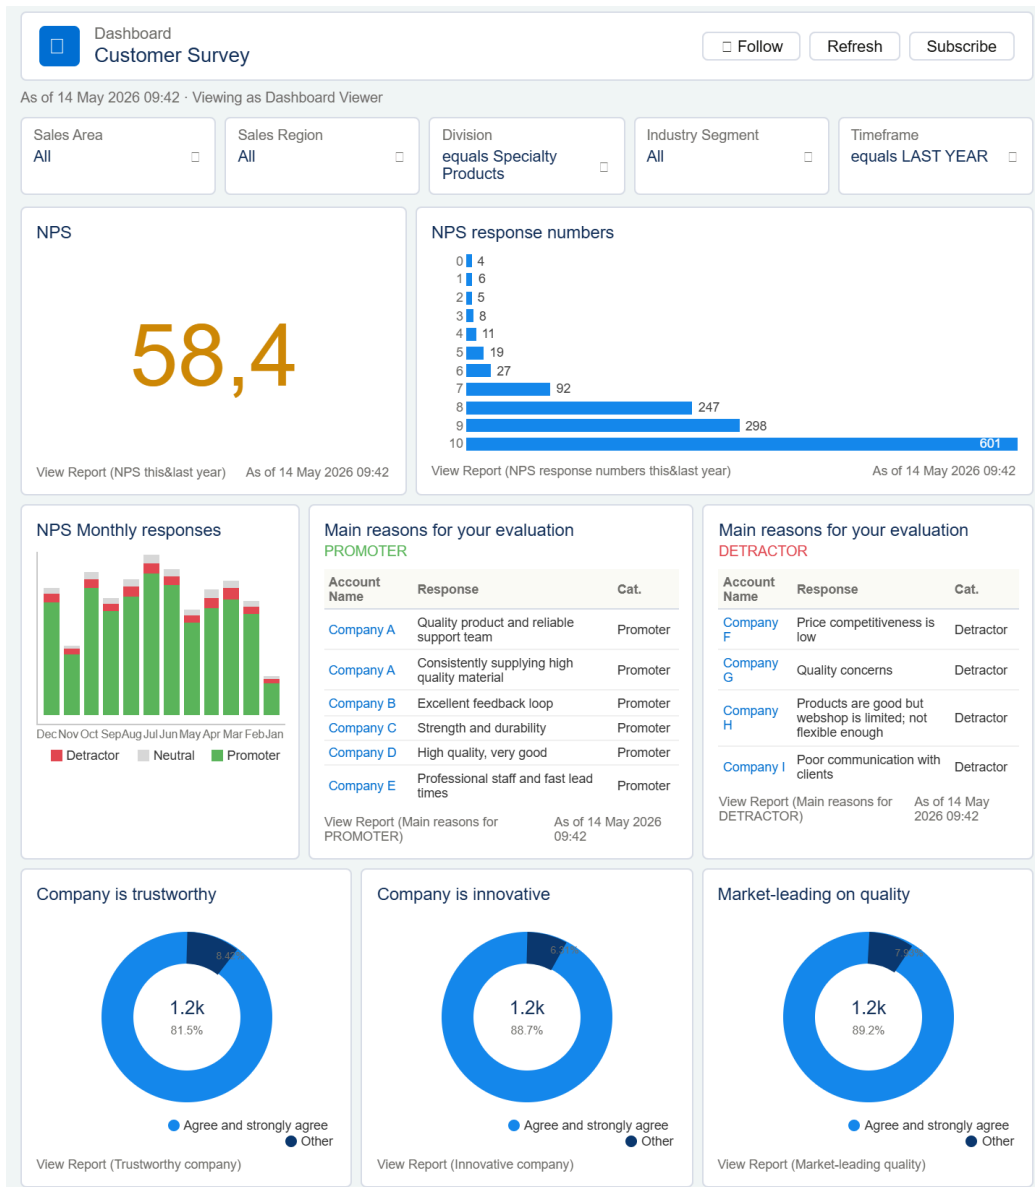 Dashboard
Customer Survey
Follow
Refresh
Subscribe
As of 14 May 2026 09:42 · Viewing as Dashboard Viewer
Sales Area
All
Sales Region
All
Division
equals Specialty
Products
Industry Segment
All
Timeframe
equals LAST YEAR
NPS
58,4
View Report (NPS this&last year)
As of 14 May 2026 09:42
NPS response numbers
0 4
1 6
2 5
3 8
4 11
5 19
6 27
7 92
8 247
9 298
10 601
View Report (NPS response numbers this&last year)
As of 14 May 2026 09:42
NPS Monthly responses
Dec Nov Oct Sep Aug Jul Jun May Apr Mar Feb Jan
Detractor Neutral Promoter
Main reasons for your evaluation
PROMOTER
Account
Name
Response
Cat.
Company A
Quality product and reliable
support team
Promoter
Company A
Consistently supplying high
quality material
Promoter
Company B
Excellent feedback loop
Promoter
Company C
Strength and durability
Promoter
Company D
High quality, very good
Promoter
Company E
Professional staff and fast lead
times
Promoter
View Report (Main reasons for
PROMOTER)
As of 14 May 2026
09:42
Main reasons for your evaluation
DETRACTOR
Account
Name
Response
Cat.
Company
F
Price competitiveness is
low
Detractor
Company
G
Quality concerns
Detractor
Company
H
Products are good but
webshop is limited; not
flexible enough
Detractor
Company I
Poor communication with
clients
Detractor
View Report (Main reasons for
DETRACTOR)
As of 14 May
2026 09:42
Company is trustworthy
1.2k
81.5%
Agree and strongly agree
Other
View Report (Trustworthy company)
Company is innovative
1.2k
88.7%
Agree and strongly agree
Other
View Report (Innovative company)
Market-leading on quality
1.2k
89.2%
Agree and strongly agree
Other
View Report (Market-leading quality)